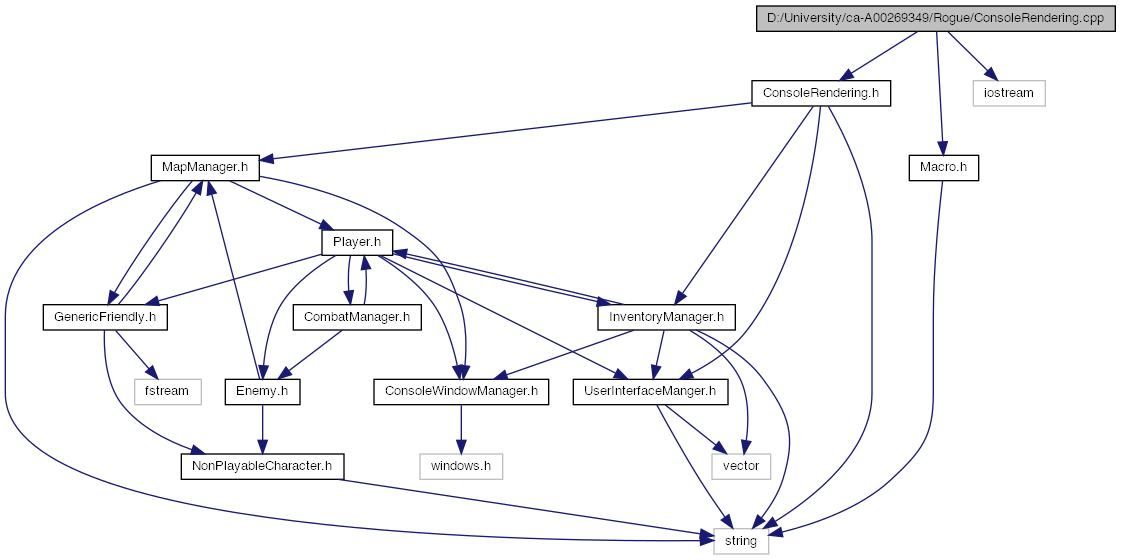 D:/University/ca-A00269349/Rogue/ConsoleRendering.cpp
ConsoleRendering.h
iostream
MapManager.h
Macro.h
Player.h
GenericFriendly.h
CombatManager.h
InventoryManager.h
fstream
Enemy.h
ConsoleWindowManager.h
UserInterfaceManger.h
NonPlayableCharacter.h
windows.h
vector
string